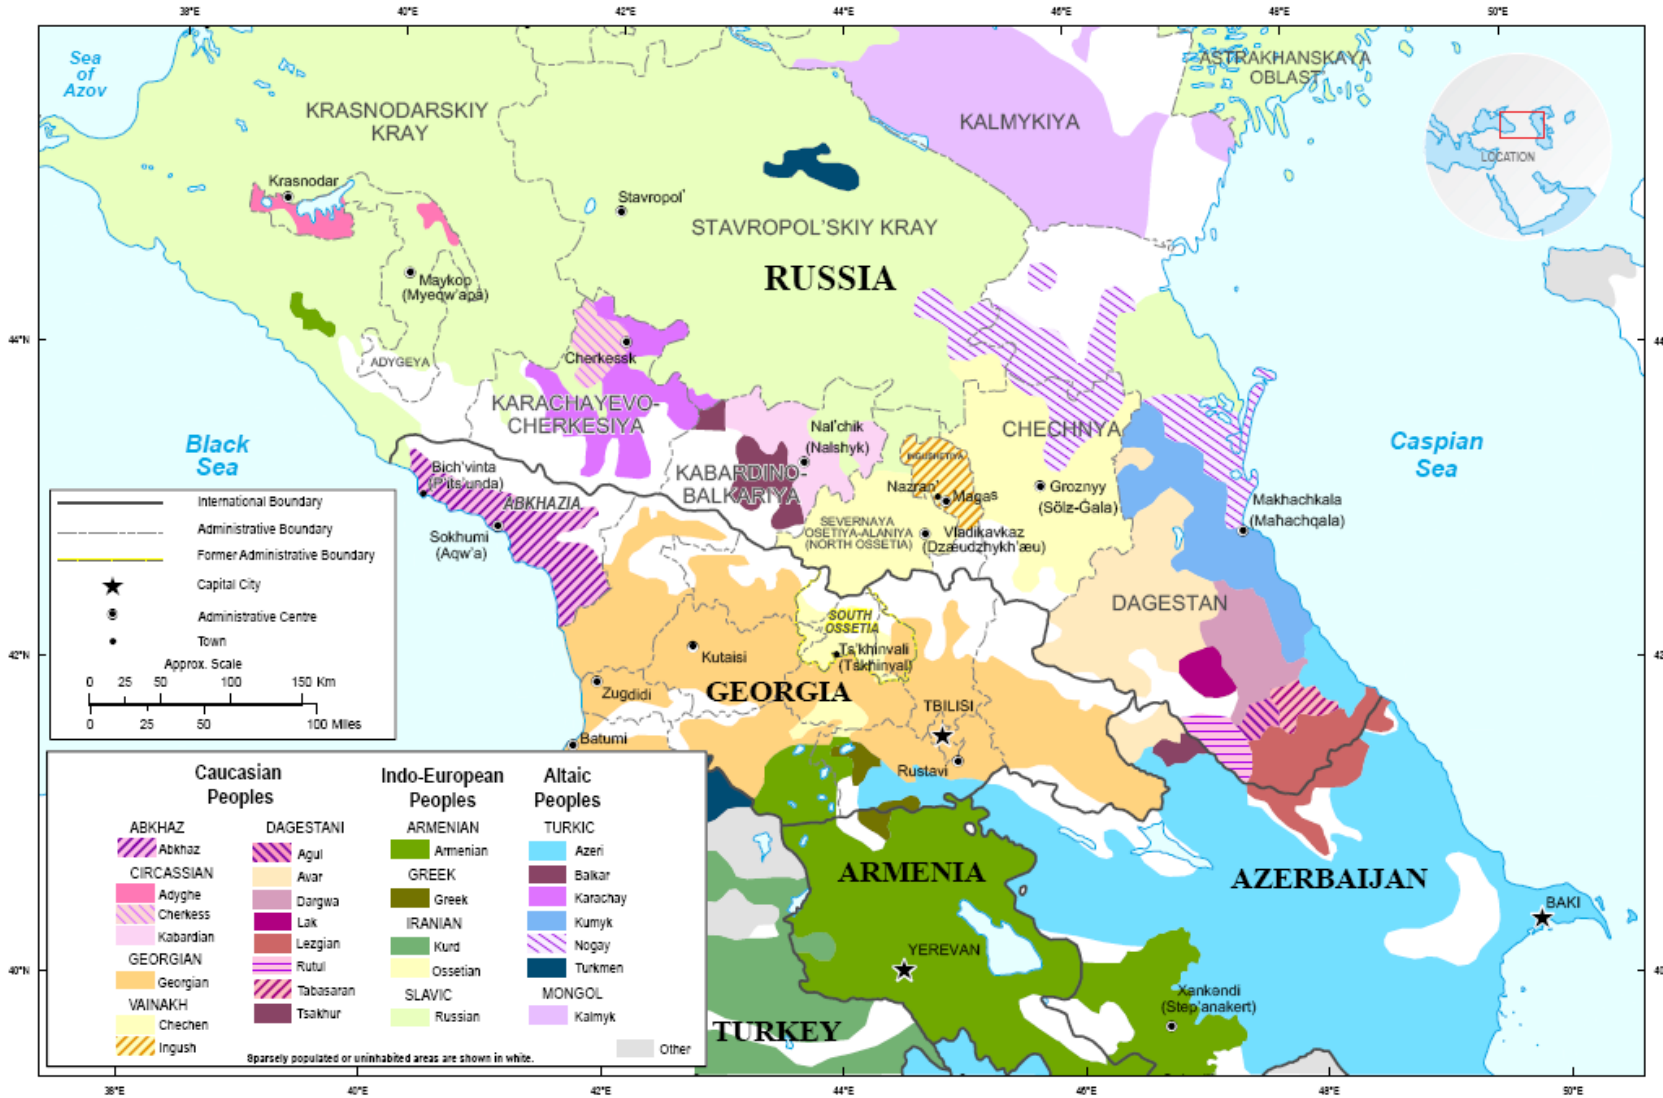 38°E
40°E
42°E
44°E
46°E
48°E
50°E
Sea
of
Azov
KRASNODARSKIY
KRAY
KALMYKIYA
ASTRAKHANSKAYA
OBLAST
LOCATION
Krasnodar
Stavropol'
STAVROPOL'SKIY KRAY
RUSSIA
Maykop
(Myeqw'apa)
44°N
ADYGEYA
Cherkessk
KARACHAYEVO-
CHERKESIYA
Nal'chik
(Nalshyk)
CHECHNYA
Black
Sea
Caspian
Sea
KABARDINO-
BALKARIYA
INGUSHETIYA
Nazran'
Magas
Groznyy
(Sölz-Ġala)
Makhachkala
(Mahachqala)
Bich'vinta
(P'its'unda)
ABKHAZIA
Sokhumi
(Aqw'a)
SEVERNAYA
OSETIYA-ALANIYA
(NORTH OSSETIA)
Vladikavkaz
(Dzæudzhykh'æu)
DAGESTAN
SOUTH
OSSETIA
Ts'khinvali
(Tskhinval)
42°N
42
Kutaisi
Zugdidi
GEORGIA
TBILISI
Batumi
Rustavi
ARMENIA
AZERBAIJAN
BAKI
YEREVAN
40°N
Xankəndi
(Step'anakert)
TURKEY
International Boundary
Administrative Boundary
Former Administrative Boundary
Capital City
Administrative Centre
Town
Approx. Scale
0 25 50 100 150 Km
0 25 50 100 Miles
Caucasian
Peoples
ABKHAZ
Abkhaz
CIRCASSIAN
Adyghe
Cherkess
Kabardian
GEORGIAN
Georgian
VAINAKH
Chechen
Ingush
DAGESTANI
Agul
Avar
Dargwa
Lak
Lezgian
Rutul
Tabasaran
Tsakhur
Indo-European
Peoples
ARMENIAN
Armenian
GREEK
Greek
IRANIAN
Kurd
Ossetian
SLAVIC
Russian
Altaic
Peoples
TURKIC
Azeri
Balkar
Karachay
Kumyk
Nogay
Turkmen
MONGOL
Kalmyk
Other
Sparsely populated or uninhabited areas are shown in white.
38°E
40°E
42°E
44°E
46°E
48°E
50°E